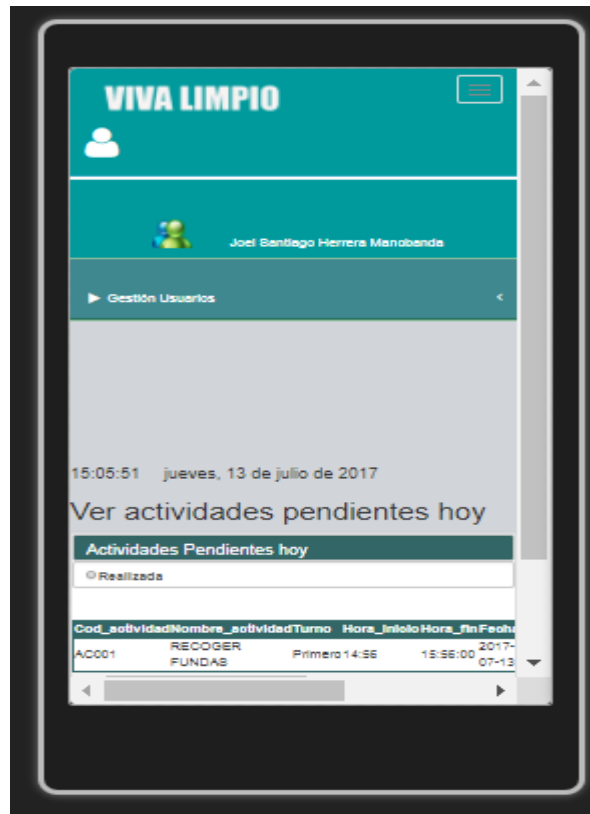 VIVA LIMPIO
Joel Santiago Herrera Manobanda
Gestión Usuarios
15:05:51 jueves, 13 de julio de 2017
Ver actividades pendientes hoy
Actividades Pendientes hoy
Realizada
Cod_actividad Nombre_actividad Turno Hora_inicio Hora_fin Fecha
AC001 RECOGER FUNDAS Primero 14:56 15:56:00 2017-07-13